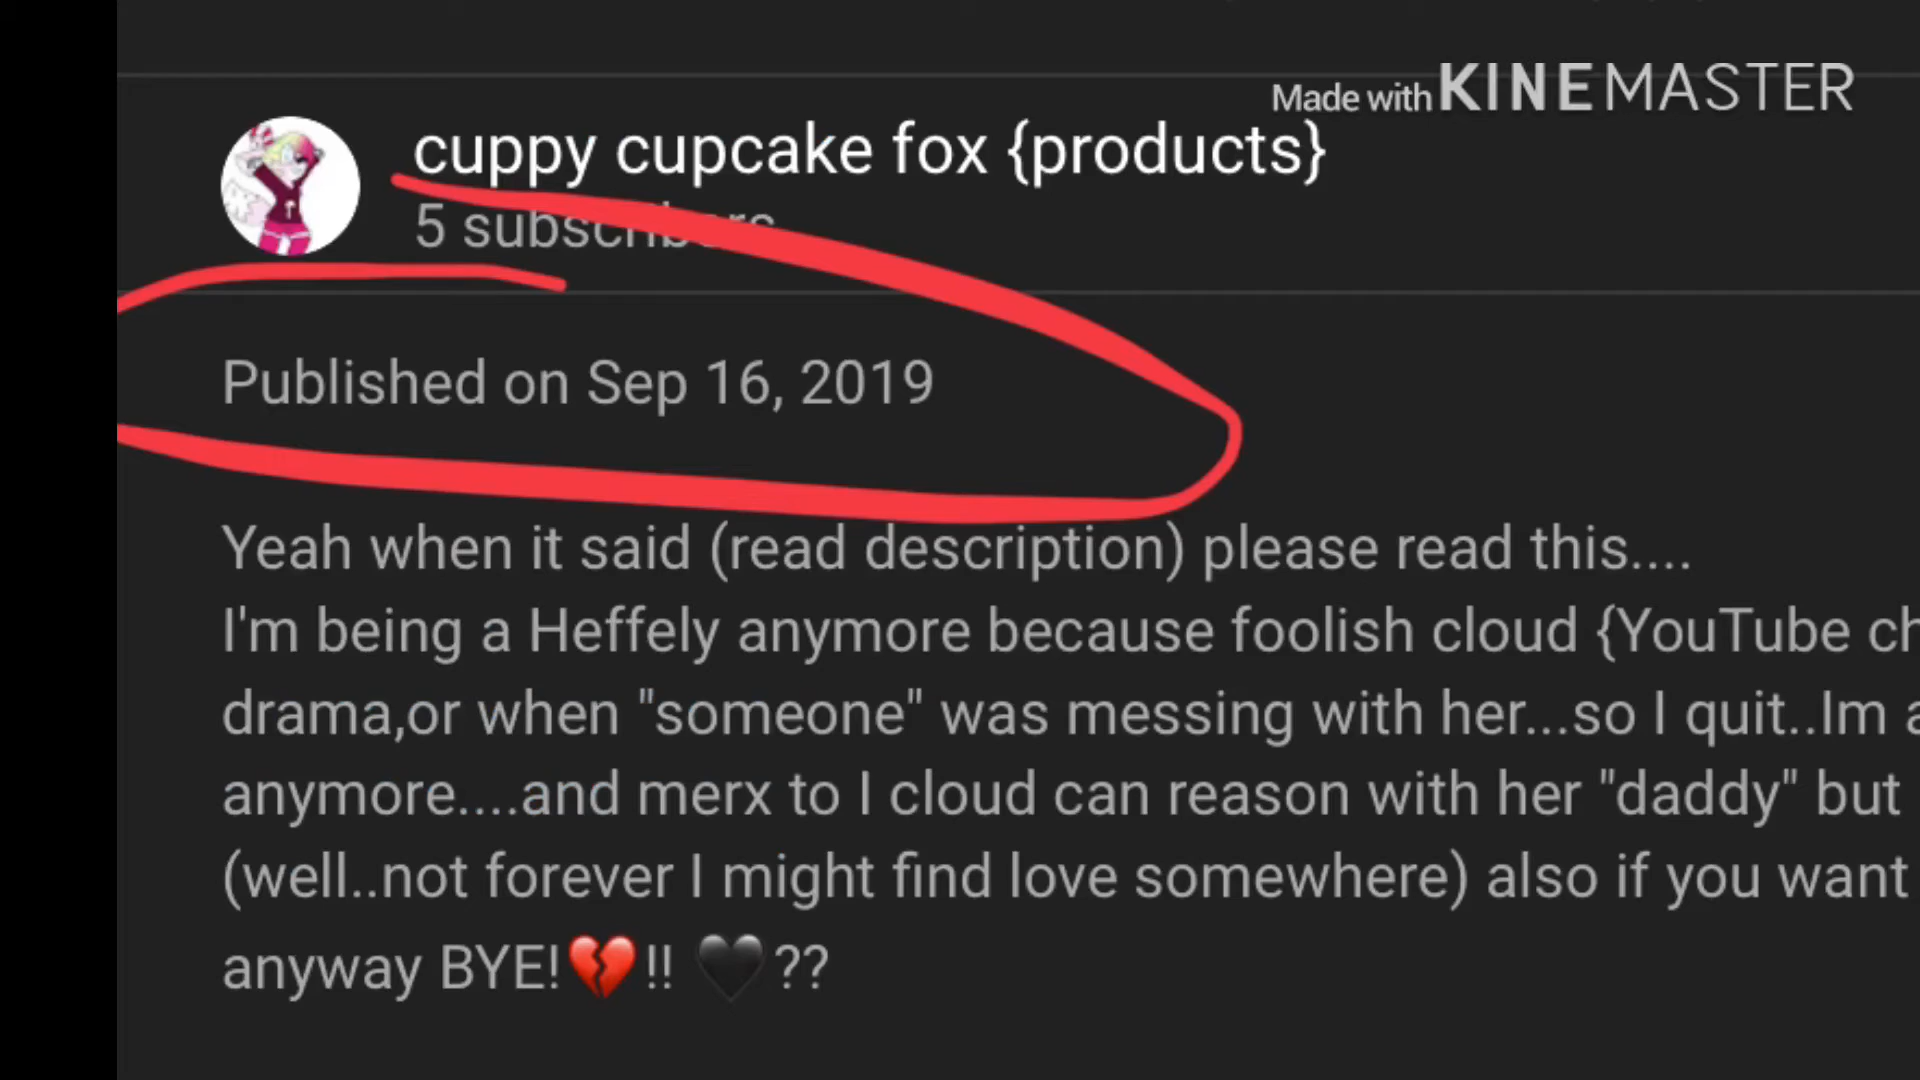 Made with KINEMASTER
cuppy cupcake fox {products}
5 subscribers
Published on Sep 16, 2019
Yeah when it said (read description) please read this....
I'm being a Heffely anymore because foolish cloud {YouTube ch
drama,or when "someone" was messing with her...so I quit..Im a
anymore....and merx to I cloud can reason with her "daddy" but
(well..not forever I might find love somewhere) also if you want
anyway BYE!💔!! 🖤??